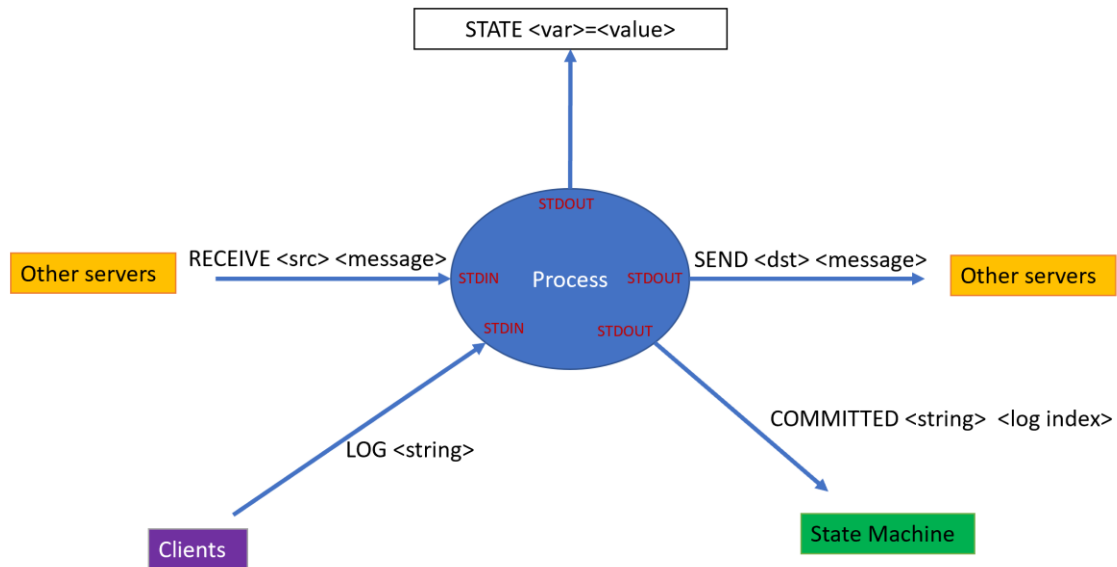 STATE <var>=<value>
STDOUT
RECEIVE <src> <message>
SEND <dst> <message>
Other servers
STDIN
Process
STDOUT
Other servers
STDIN
STDOUT
COMMITTED <string>  <log index>
LOG <string>
Clients
State Machine